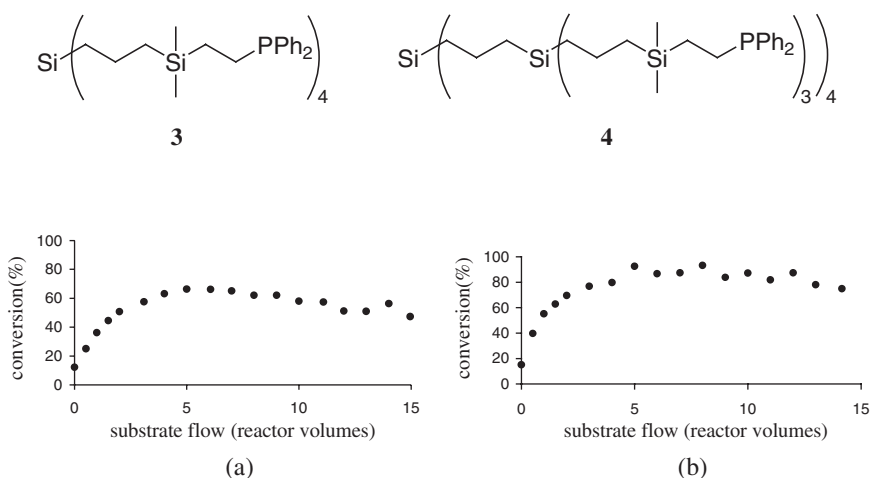 Si Si PPh2 4
Si Si Si PPh2 3 4
3
4
100
80
60
40
20
0
conversion(%)
0 5 10 15
substrate flow (reactor volumes)
(a)
100
80
60
40
20
0
conversion(%)
0 5 10 15
substrate flow (reactor volumes)
(b)